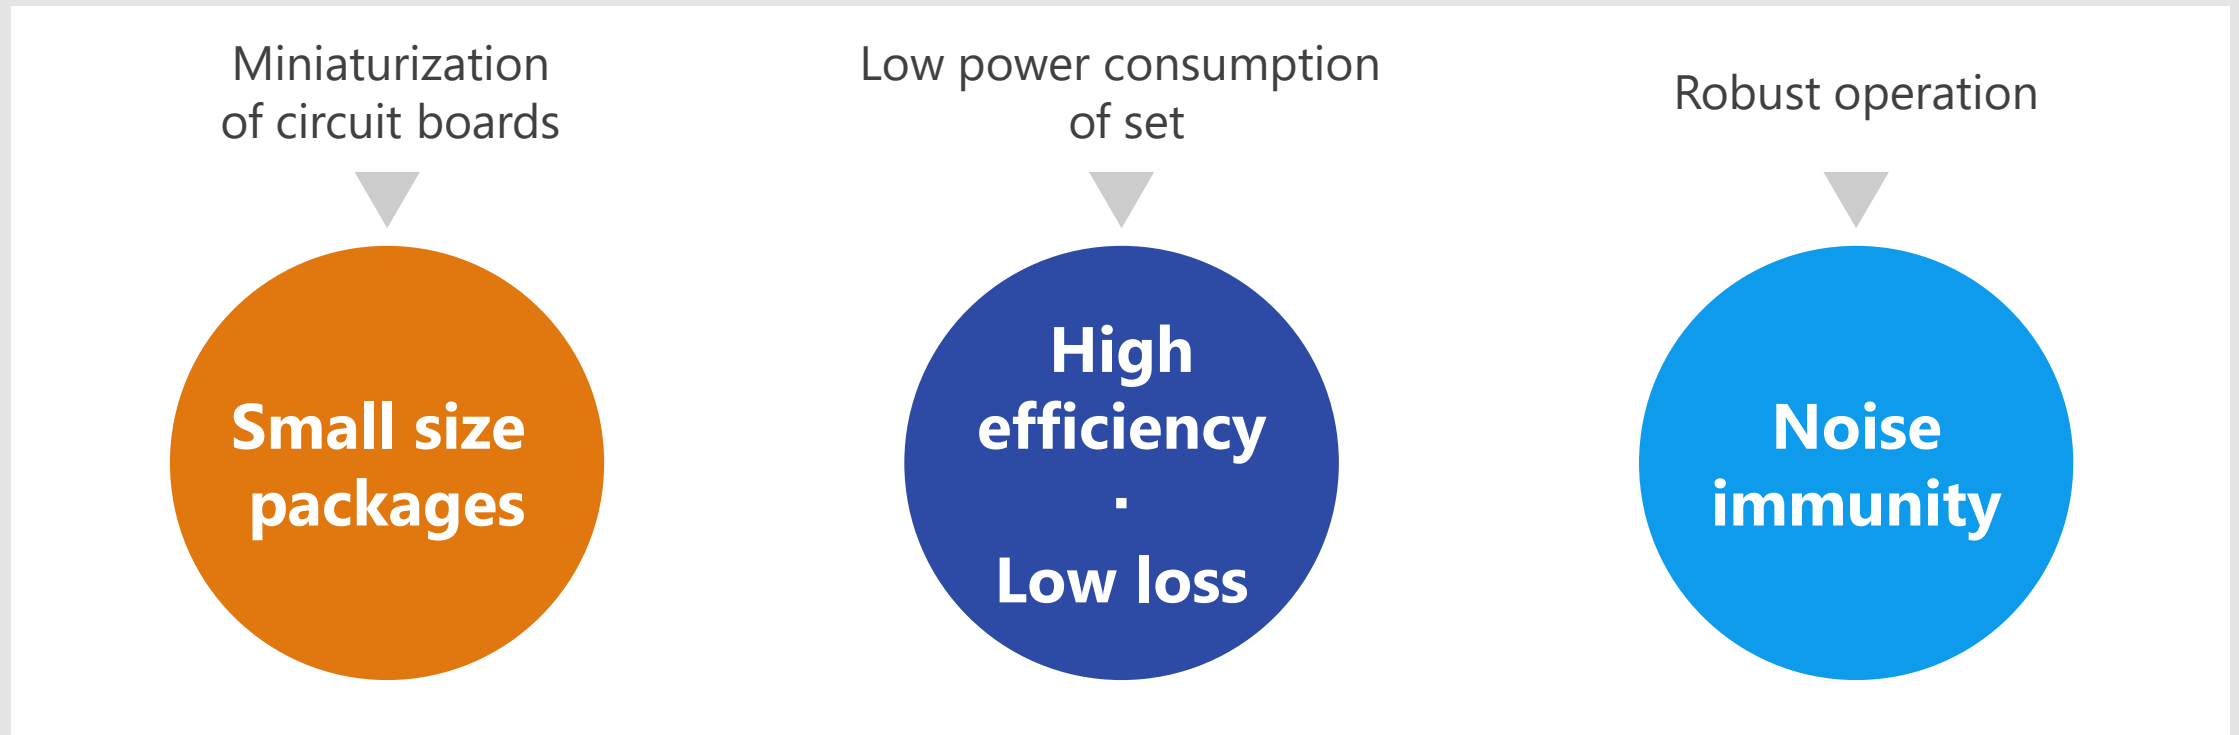 Miniaturization
of circuit boards
Low power consumption
of set
Robust operation
Small size
packages
High
efficiency
·
Low loss
Noise
immunity